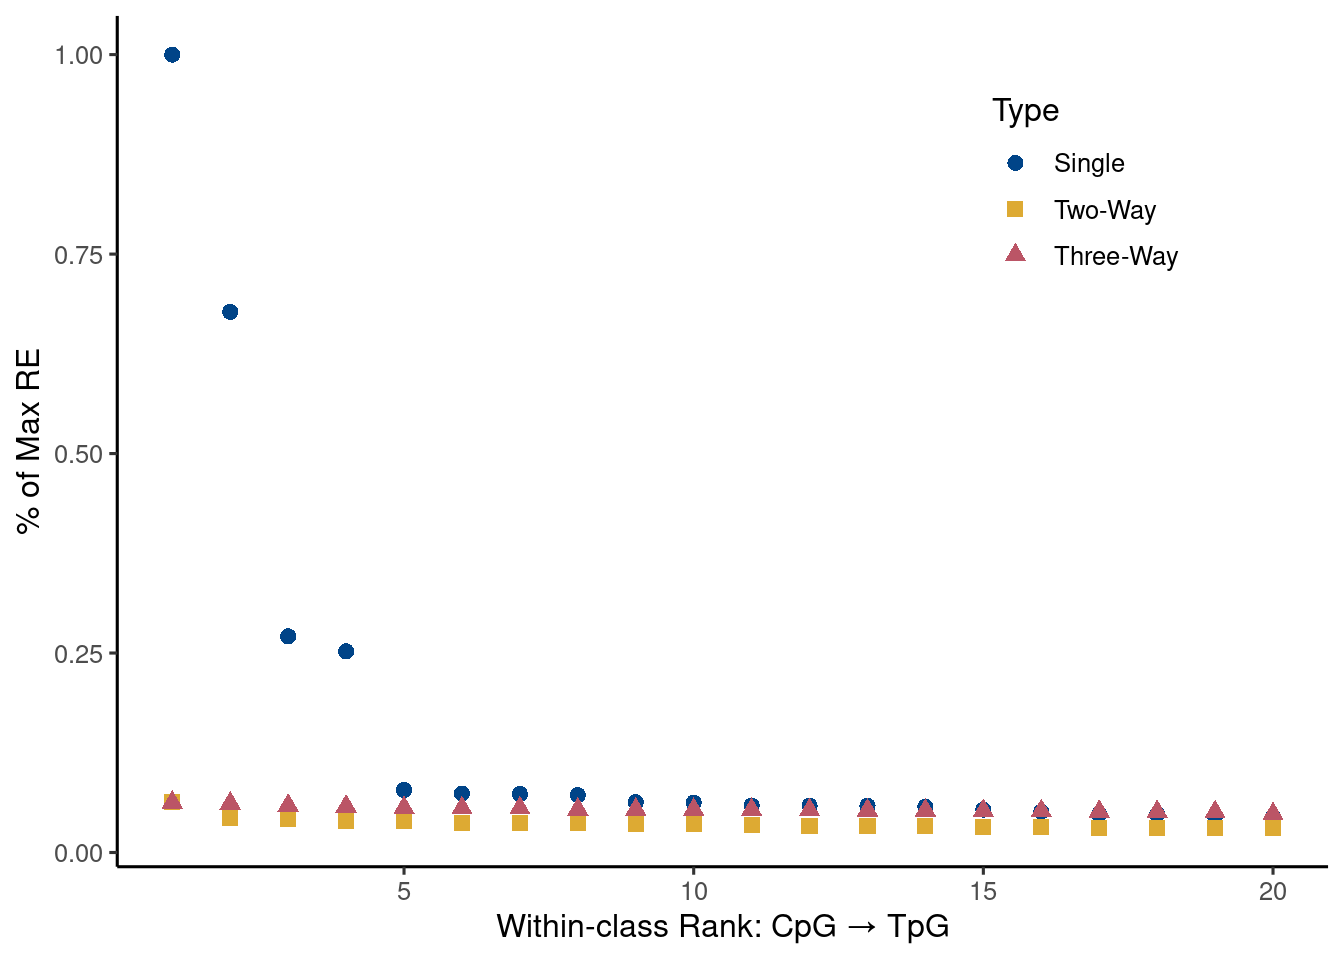 1.00
0.75
0.50
0.25
0.00
% of Max RE
Type
Single
Two-Way
Three-Way
5
10
15
20
Within-class Rank: CpG → TpG